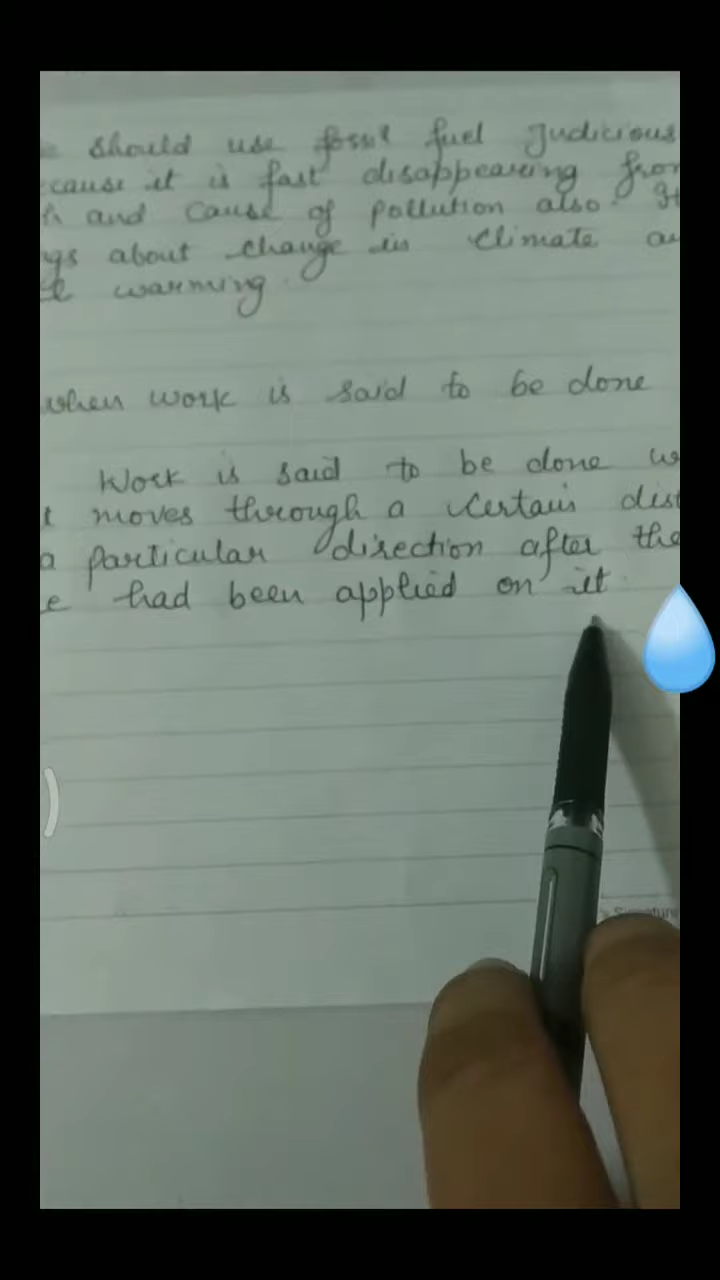 should use fossil fuel Judicious
cause it is fast disappearing from
h and cause of pollution also. It
gs about change in climate a
l warming.
when work is said to be done
Work is said to be done w
t moves through a certain dist
a particular direction after the
e had been applied on it.